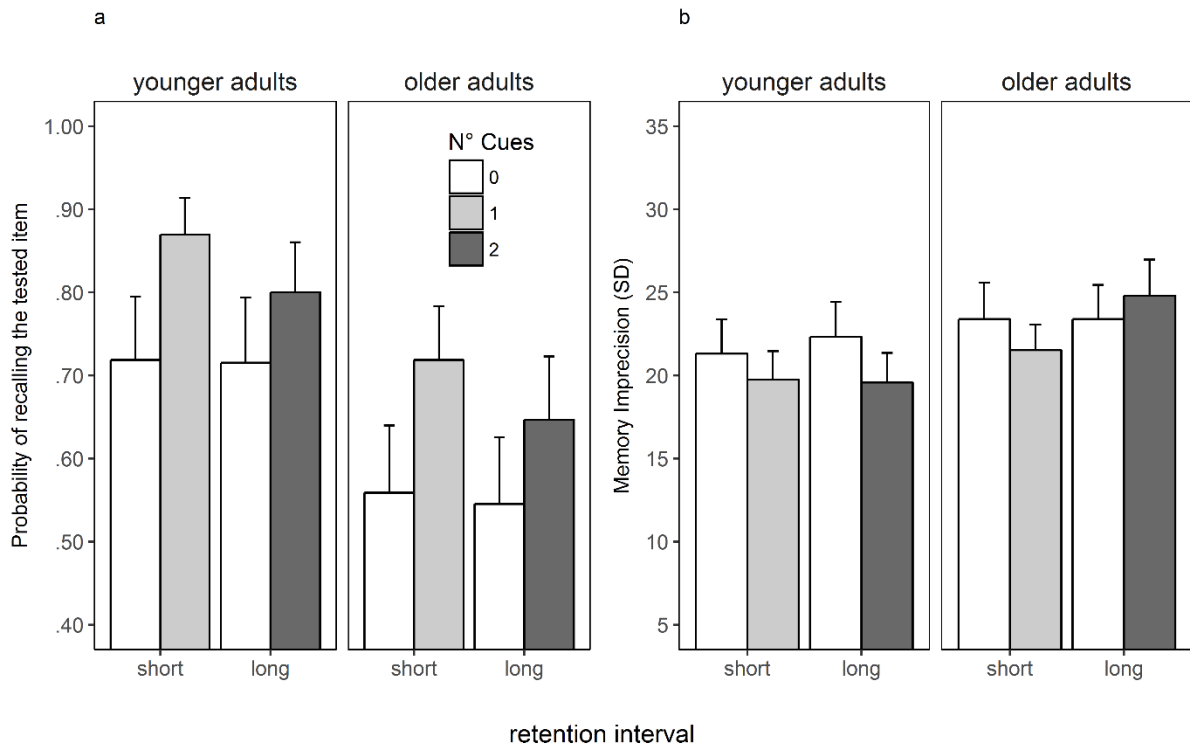 a
younger adults
older adults
N° Cues
0
1
2
1.00
.90
.80
.70
.60
.50
.40
Probability of recalling the tested item
short
long
short
long
b
younger adults
older adults
35
30
25
20
15
10
5
Memory Imprecision (SD)
short
long
short
long
retention interval